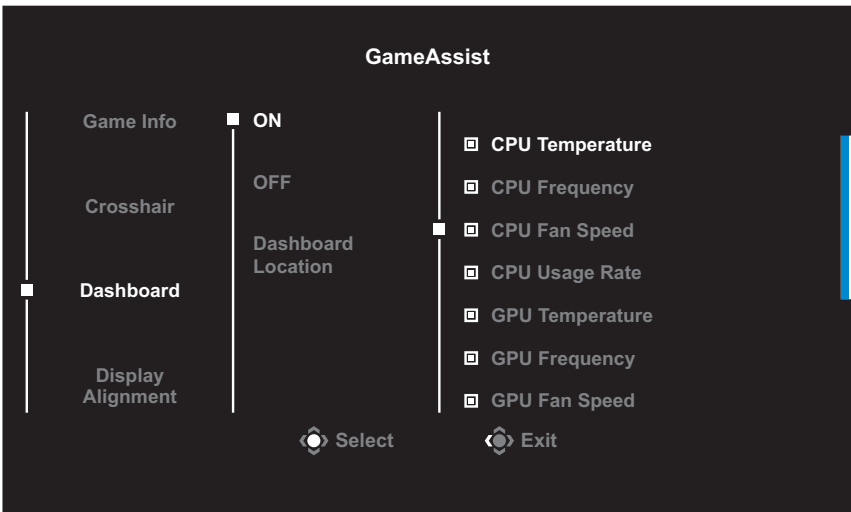 GameAssist
Game Info
Crosshair
Dashboard
Display
Alignment
ON
OFF
Dashboard
Location
CPU Temperature
CPU Frequency
CPU Fan Speed
CPU Usage Rate
GPU Temperature
GPU Frequency
GPU Fan Speed
Select
Exit